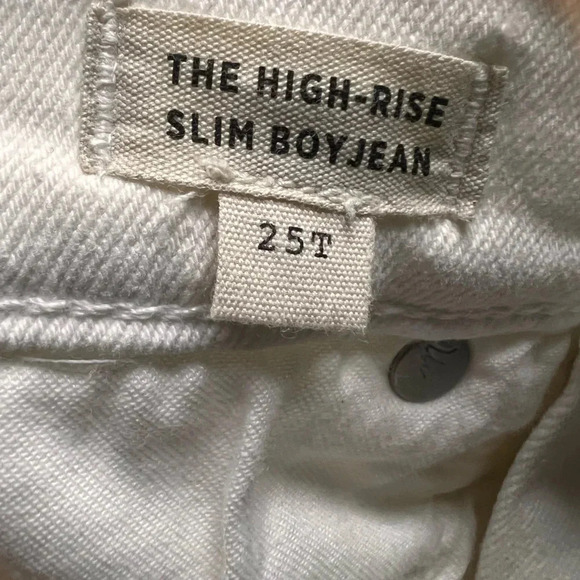 THE HIGH-RISE
SLIM BOYJEAN
25T